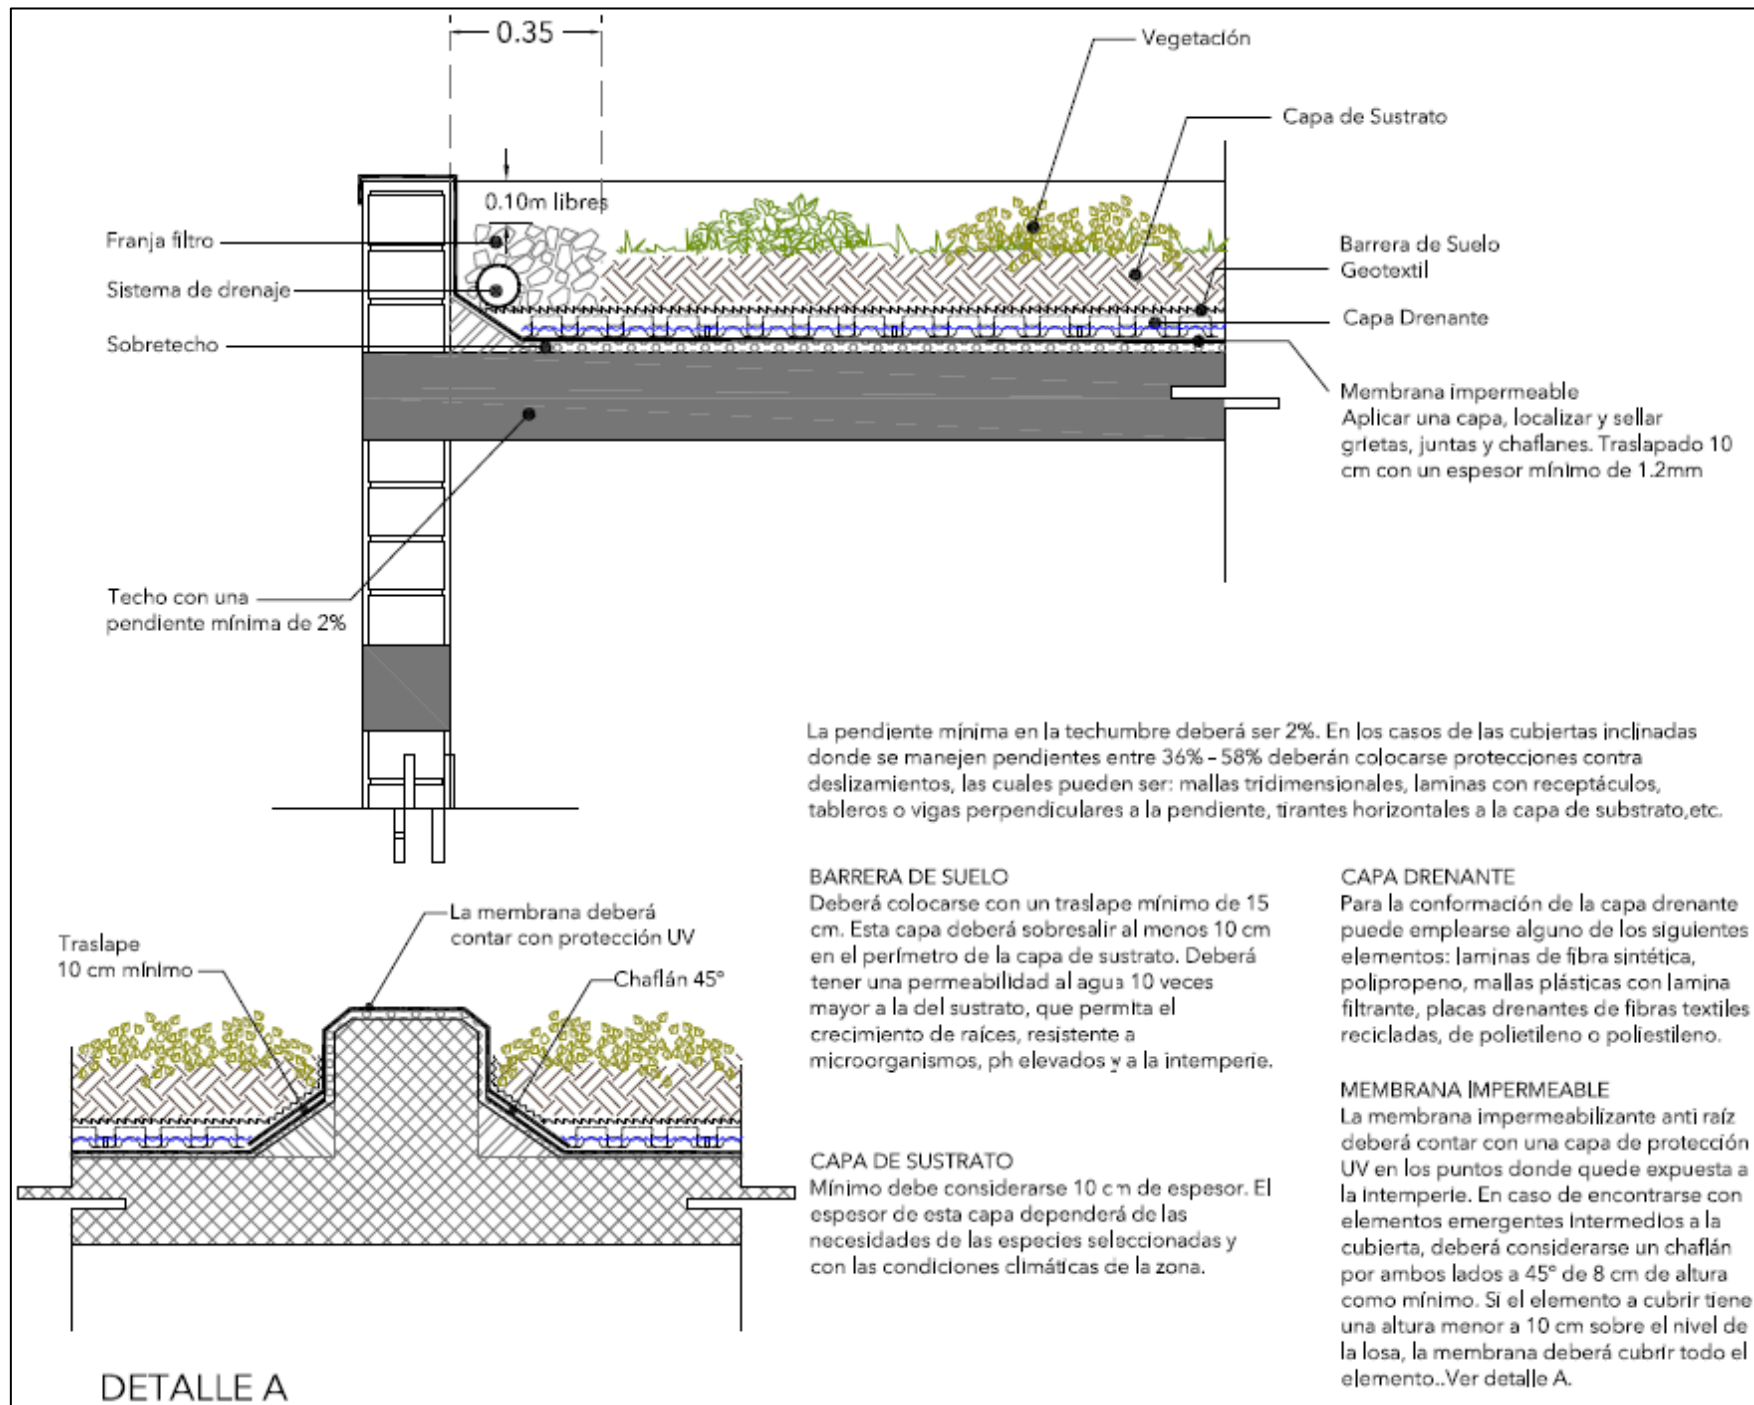 0.35
Vegetación
Capa de Sustrato
0.10m libres
Franja filtro
Sistema de drenaje
Sobretecho
Barrera de Suelo
Geotextil
Capa Drenante
Membrana impermeable
Aplicar una capa, localizar y sellar
grietas, juntas y chaflanes. Traslapado 10
cm con un espesor mínimo de 1.2mm
Techo con una
pendiente mínima de 2%
La pendiente mínima en la techumbre deberá ser 2%. En los casos de las cubiertas inclinadas
donde se manejen pendientes entre 36% - 58% deberán colocarse protecciones contra
deslizamientos, las cuales pueden ser: mallas tridimensionales, laminas con receptáculos,
tableros o vigas perpendiculares a la pendiente, tirantes horizontales a la capa de substrato,etc.
BARRERA DE SUELO
Deberá colocarse con un traslape mínimo de 15
cm. Esta capa deberá sobresalir al menos 10 cm
en el perímetro de la capa de sustrato. Deberá
tener una permeabilidad al agua 10 veces
mayor a la del sustrato, que permita el
crecimiento de raíces, resistente a
microorganismos, ph elevados y a la intemperie.
CAPA DE SUSTRATO
Mínimo debe considerarse 10 cm de espesor. El
espesor de esta capa dependerá de las
necesidades de las especies seleccionadas y
con las condiciones climáticas de la zona.
CAPA DRENANTE
Para la conformación de la capa drenante
puede emplearse alguno de los siguientes
elementos: laminas de fibra sintética,
polipropeno, mallas plásticas con lamina
filtrante, placas drenantes de fibras textiles
recicladas, de polietileno o poliestileno.
MEMBRANA IMPERMEABLE
La membrana impermeabilizante anti raíz
deberá contar con una capa de protección
UV en los puntos donde quede expuesta a
la intemperie. En caso de encontrarse con
elementos emergentes intermedios a la
cubierta, deberá considerarse un chaflán
por ambos lados a 45° de 8 cm de altura
como mínimo. Si el elemento a cubrir tiene
una altura menor a 10 cm sobre el nivel de
la losa, la membrana deberá cubrir todo el
elemento..Ver detalle A.
La membrana deberá
contar con protección UV
Traslape
10 cm mínimo
Chaflán 45°
DETALLE A